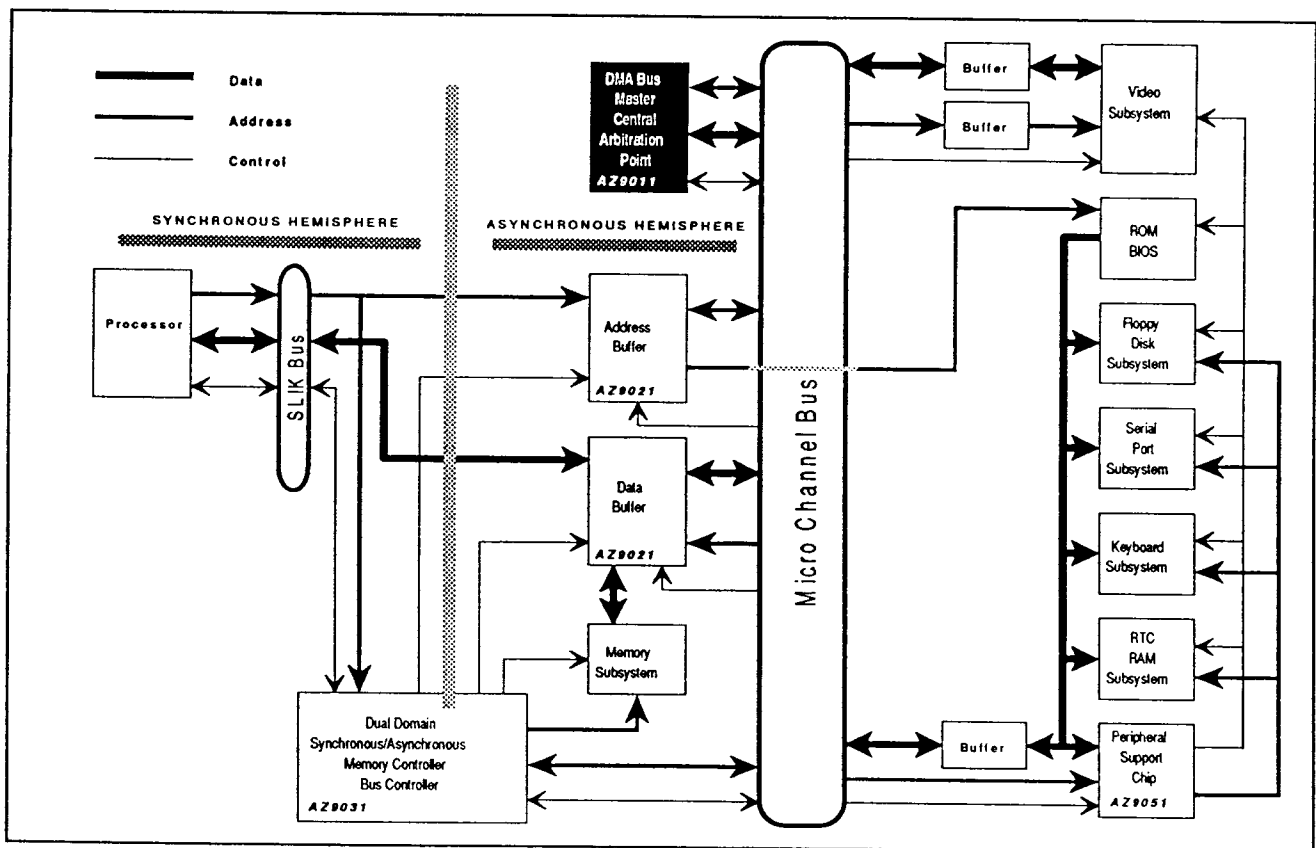 Data
Address
Control
SYNCHRONOUS HEMISPHERE
ASYNCHRONOUS HEMISPHERE
DMA Bus
Master
Central
Arbitration
Point
AZ9011
Processor
SLIK Bus
Address
Buffer
AZ9021
Data
Buffer
AZ9021
Memory
Subsystem
Dual Domain
Synchronous/Asynchronous
Memory Controller
Bus Controller
AZ9031
Micro Channel Bus
Buffer
Buffer
Video
Subsystem
ROM
BIOS
Floppy
Disk
Subsystem
Serial
Port
Subsystem
Keyboard
Subsystem
RTC
RAM
Subsystem
Buffer
Peripheral
Support
Chip
AZ9051